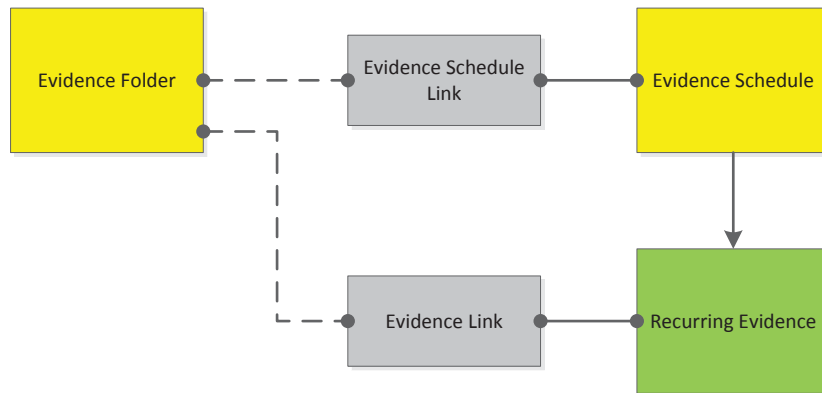 Evidence Folder
Evidence Schedule
Link
Evidence Schedule
Evidence Link
Recurring Evidence